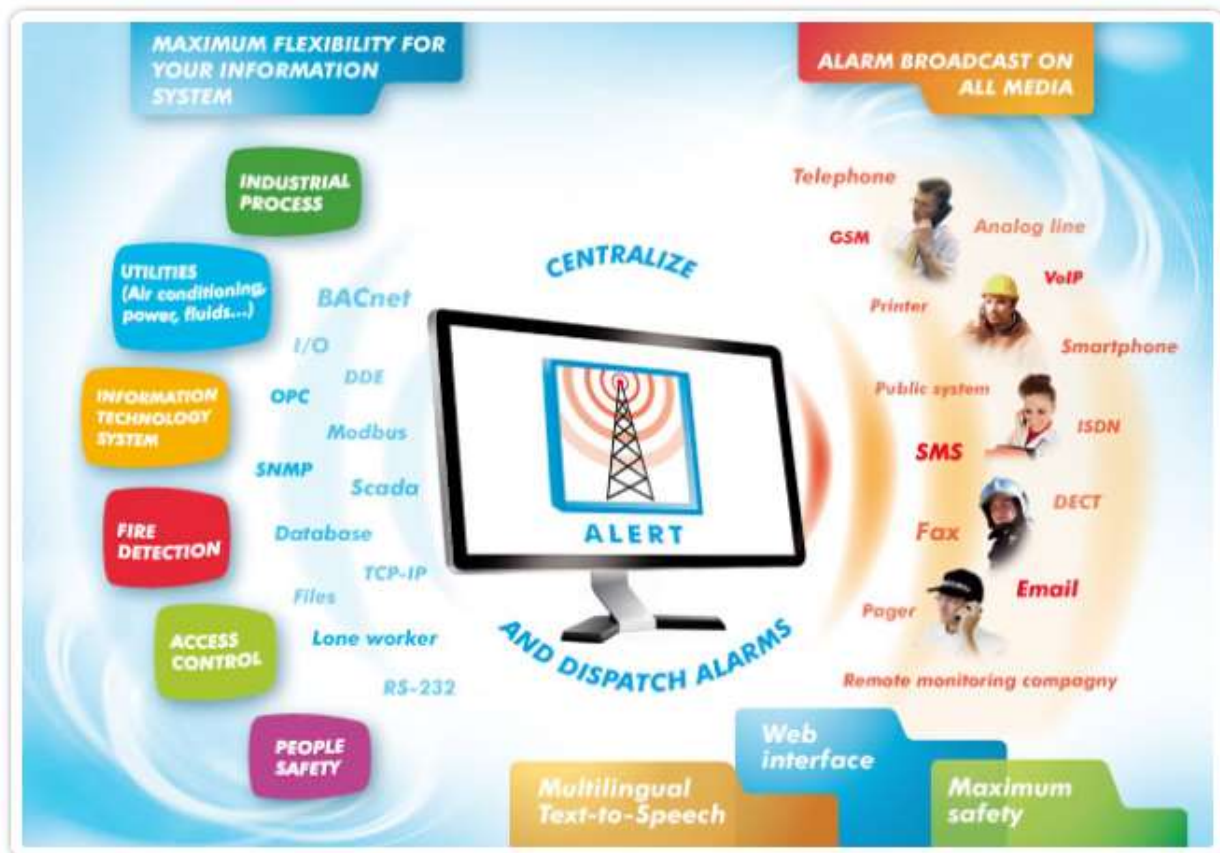 MAXIMUM FLEXIBILITY FOR
YOUR INFORMATION
SYSTEM
ALARM BROADCAST ON
ALL MEDIA
INDUSTRIAL
PROCESS
UTILITIES
(Air conditioning,
power, fluids...)
INFORMATION
TECHNOLOGY
SYSTEM
FIRE
DETECTION
ACCESS
CONTROL
PEOPLE
SAFETY
BACnet
I/O
DDE
OPC
Modbus
SNMP
Scada
Database
TCP-IP
Files
Lone worker
RS-232
CENTRALIZE
ALERT
AND DISPATCH ALARMS
Telephone
GSM
Analog line
VoIP
Printer
Smartphone
Public system
ISDN
SMS
DECT
Fax
Email
Pager
Remote monitoring compagny
Web
interface
Multilingual
Text-to-Speech
Maximum
safety